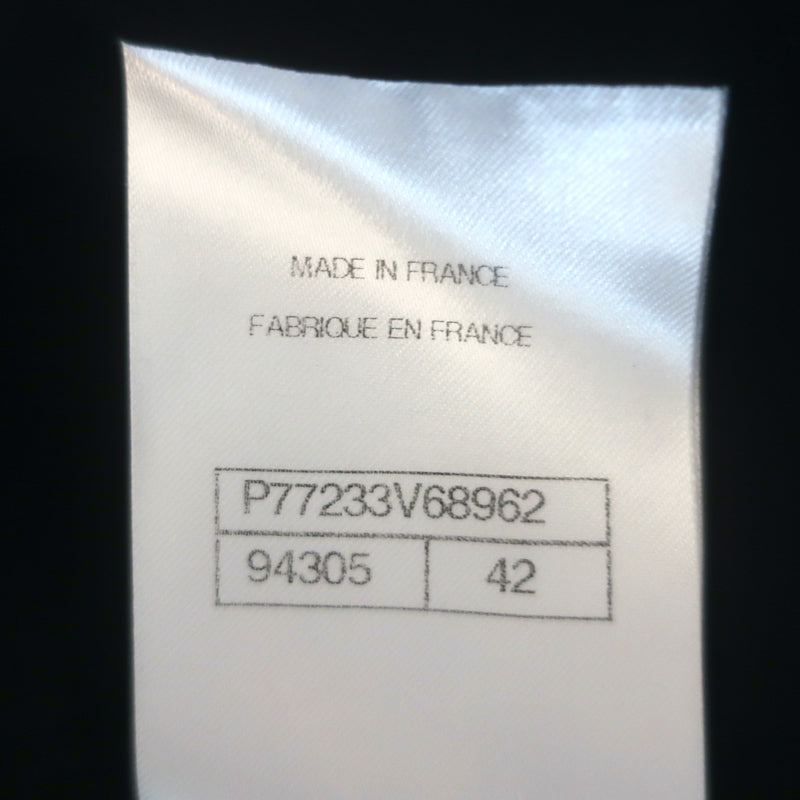 MADE IN FRANCE
FABRIQUE EN FRANCE
P77233V68962
94305 42